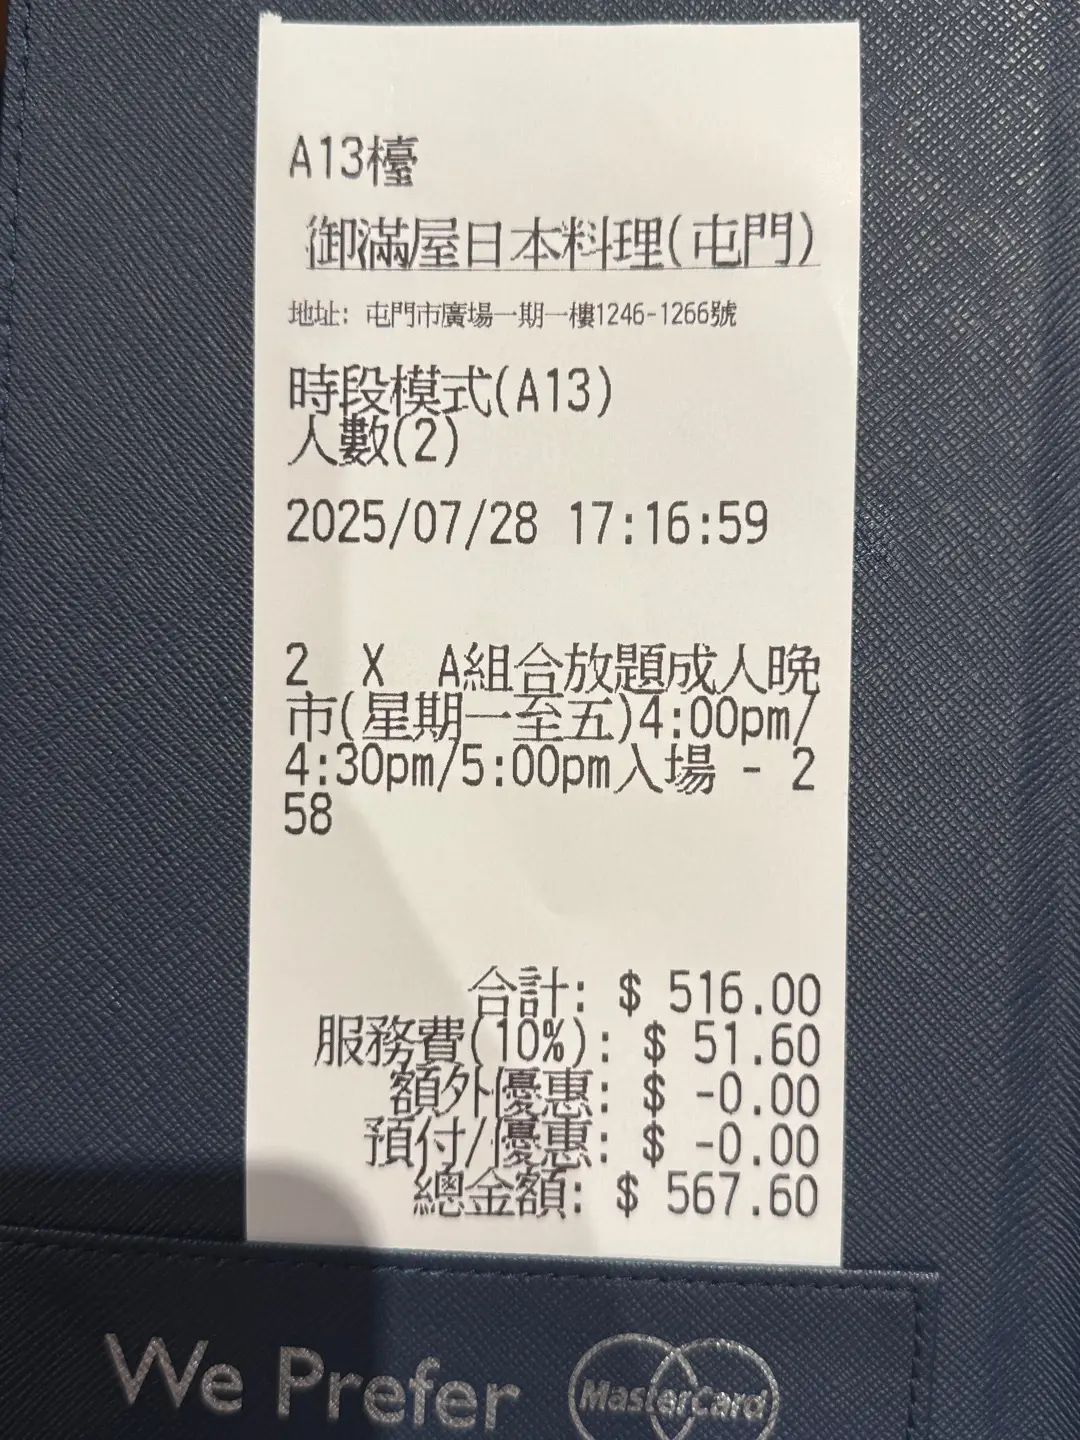 A13檯
御滿屋日本料理(屯門)
地址: 屯門市廣場一期一樓1246-1266號
時段模式(A13)
人數(2)
2025/07/28 17:16:59
2 X A組合放題成人晚
市(星期一至五)4:00pm/
4:30pm/5:00pm入場 - 2
58
合計: $ 516.00
服務費(10%): $ 51.60
額外優惠: $ -0.00
預付/優惠: $ -0.00
總金額: $ 567.60
We Prefer MasterCard